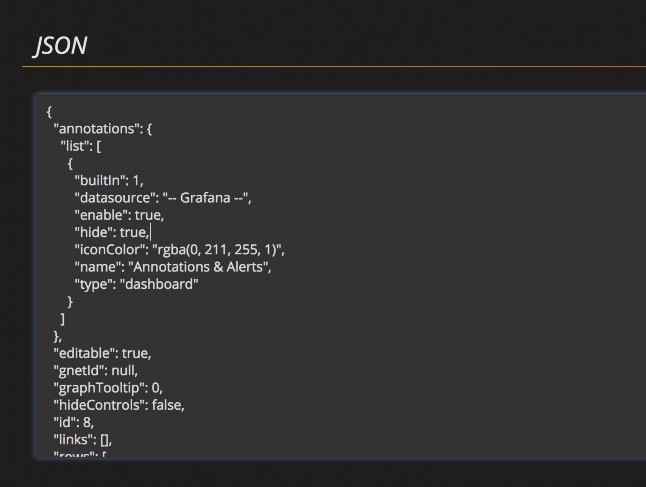 JSON
{
"annotations": {
"list": [
{
"builtIn": 1,
"datasource": "-- Grafana --",
"enable": true,
"hide": true,
"iconColor": "rgba(0, 211, 255, 1)",
"name": "Annotations & Alerts",
"type": "dashboard"
}
]
},
"editable": true,
"gnetId": null,
"graphTooltip": 0,
"hideControls": false,
"id": 8,
"links": [],
"rows": [